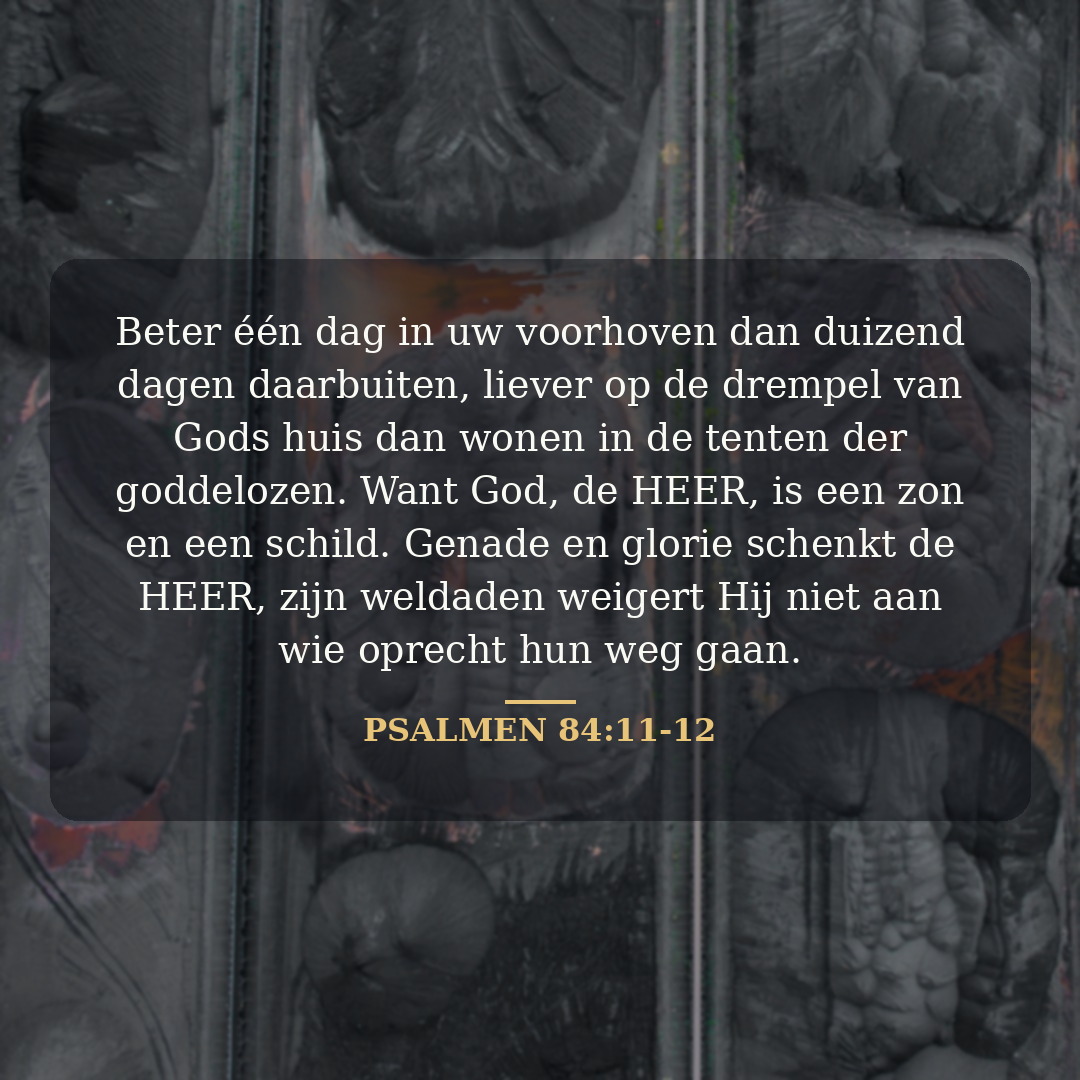 Beter één dag in uw voorhoven dan duizend
dagen daarbuiten, liever op de drempel van
Gods huis dan wonen in de tenten der
goddelozen. Want God, de HEER, is een zon
en een schild. Genade en glorie schenkt de
HEER, zijn weldaden weigert Hij niet aan
wie oprecht hun weg gaan.
PSALMEN 84:11-12